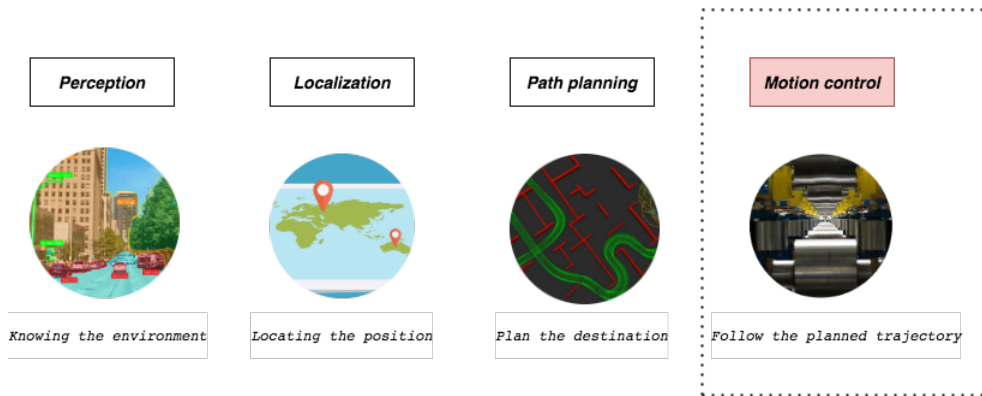 Perception
Localization
Path planning
Motion control
Knowing the environment
Locating the position
Plan the destination
Follow the planned trajectory